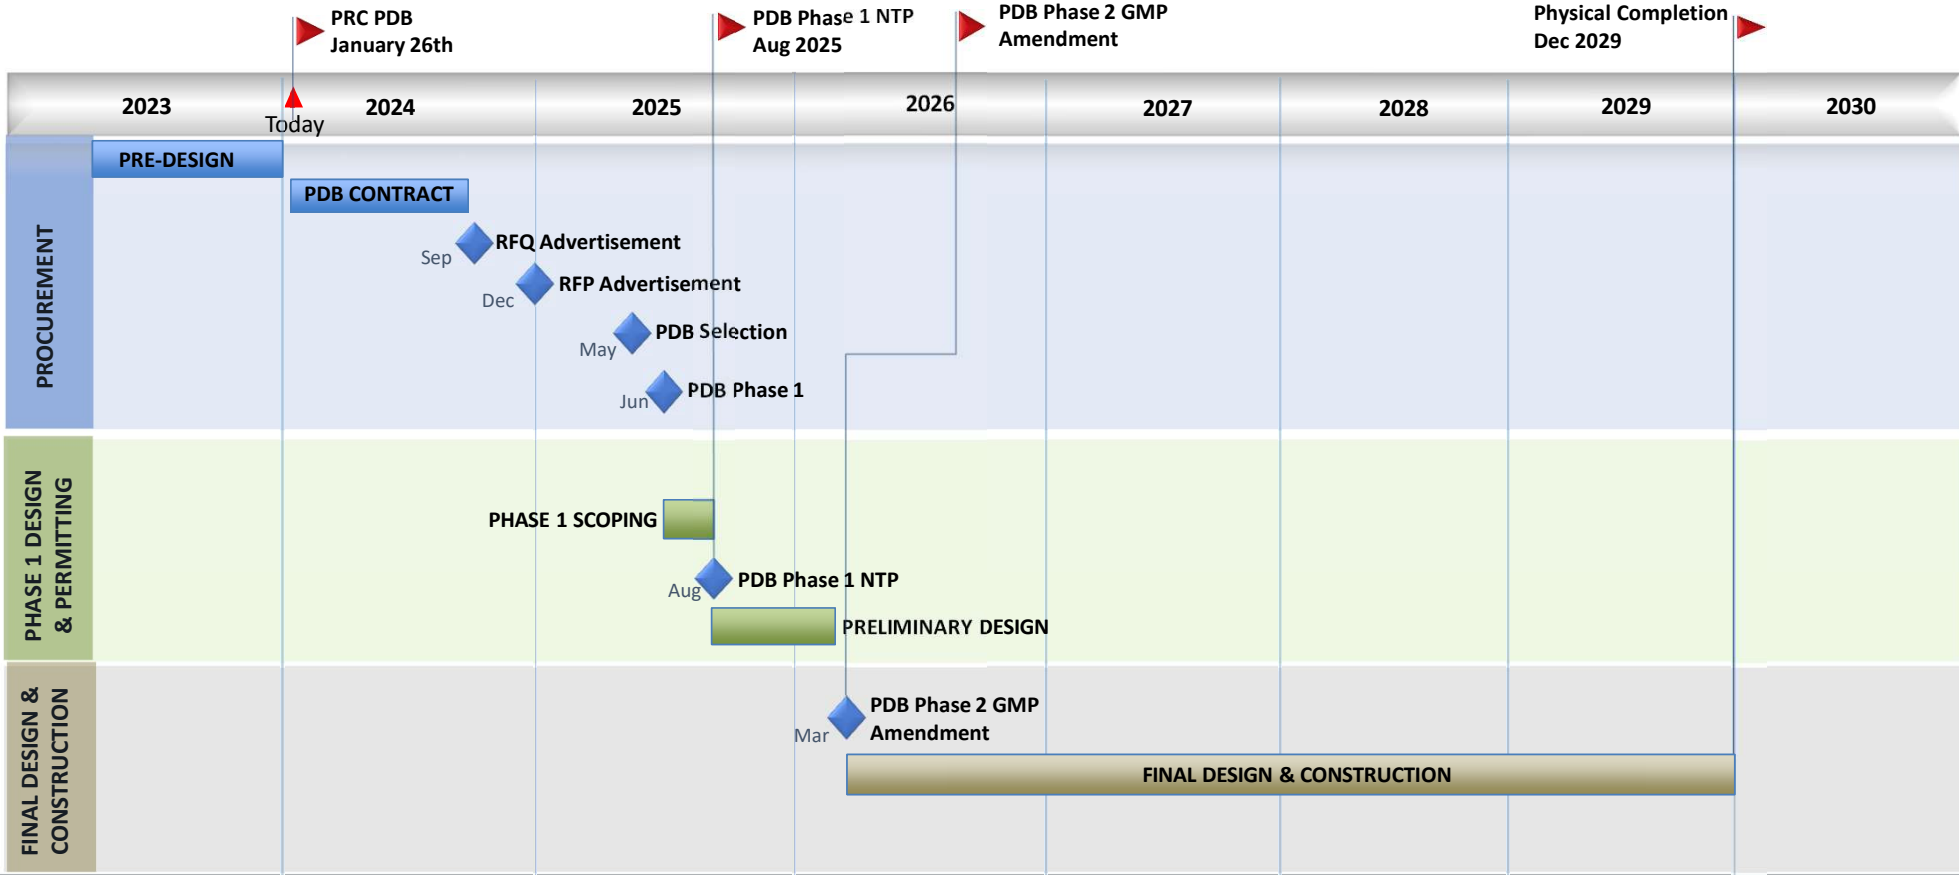 PRC PDB
January 26th
PDB Phase 1 NTP
Aug 2025
PDB Phase 2 GMP
Amendment
Physical Completion
Dec 2029
2023
2024
2025
2026
2027
2028
2029
2030
Today
PROCUREMENT
PRE-DESIGN
PDB CONTRACT
Sep
RFQ Advertisement
Dec
RFP Advertisement
May
PDB Selection
Jun
PDB Phase 1
PHASE 1 DESIGN
& PERMITTING
PHASE 1 SCOPING
Aug
PDB Phase 1 NTP
PRELIMINARY DESIGN
FINAL DESIGN &
CONSTRUCTION
Mar
PDB Phase 2 GMP
Amendment
FINAL DESIGN & CONSTRUCTION